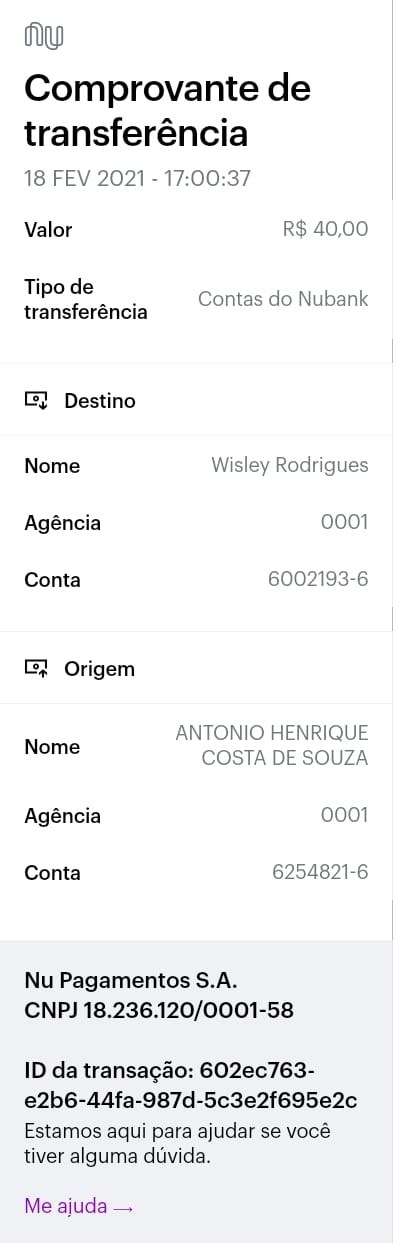 nu
Comprovante de
transferência
18 FEV 2021 - 17:00:37
Valor R$ 40,00
Tipo de
transferência Contas do Nubank
Destino
Nome Wisley Rodrigues
Agência 0001
Conta 6002193-6
Origem
Nome ANTONIO HENRIQUE
COSTA DE SOUZA
Agência 0001
Conta 6254821-6
Nu Pagamentos S.A.
CNPJ 18.236.120/0001-58
ID da transação: 602ec763-
e2b6-44fa-987d-5c3e2f695e2c
Estamos aqui para ajudar se você
tiver alguma dúvida.
Me ajuda →